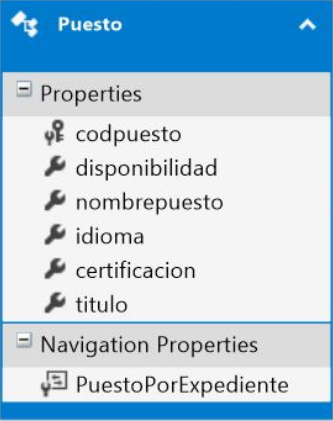 Puesto
Properties
codpuesto
disponibilidad
nombrepuesto
idioma
certificacion
titulo
Navigation Properties
PuestoPorExpediente